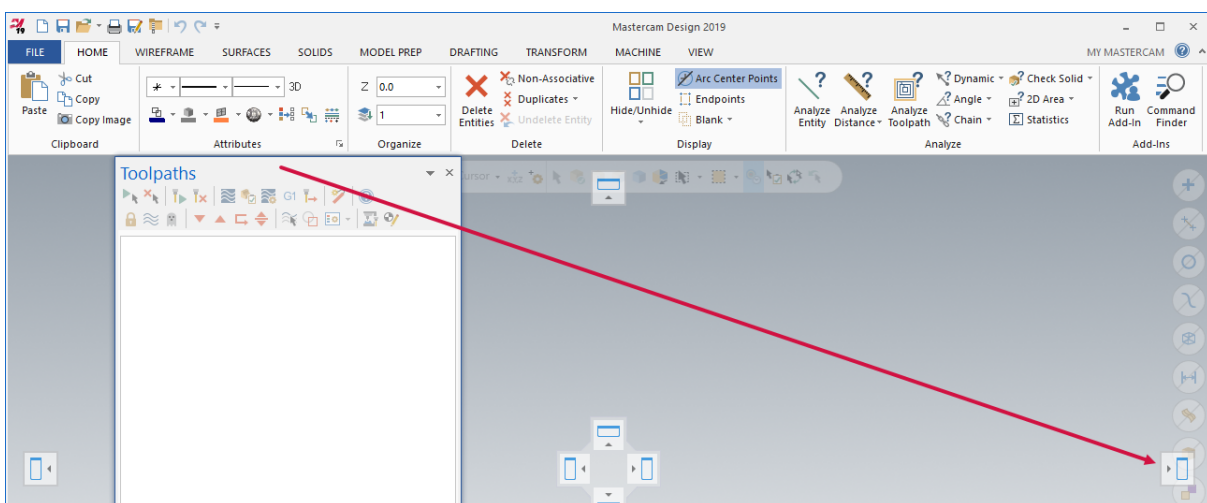 19
Mastercam Design 2019
FILE HOME WIREFRAME SURFACES SOLIDS MODEL PREP DRAFTING TRANSFORM MACHINE VIEW MY MASTERCAM
Paste
Cut
Copy
Copy Image
Clipboard
3D
Attributes
Z 0.0
1
Organize
Delete Entities
Non-Associative
Duplicates
Undelete Entity
Delete
Hide/Unhide
Arc Center Points
Endpoints
Blank
Display
Analyze Entity
Analyze Distance
Analyze Toolpath
Dynamic
Angle
Chain
Check Solid
2D Area
Statistics
Analyze
Run Add-In
Command Finder
Add-Ins
Toolpaths
G1
Cursor